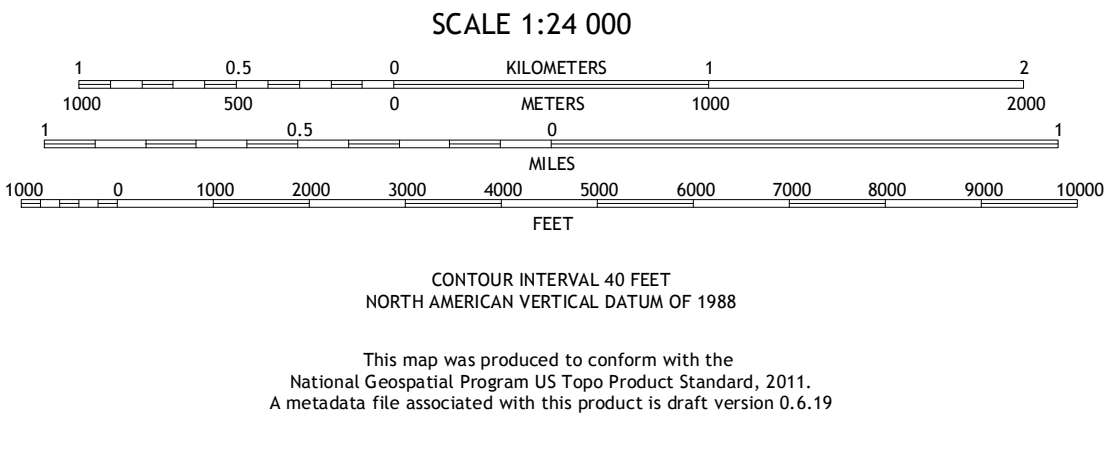 SCALE 1:24 000
1 0.5 0 KILOMETERS 1 2
1000 500 0 METERS 1000 2000
1 0.5 0 1
MILES
1000 0 1000 2000 3000 4000 5000 6000 7000 8000 9000 10000
FEET
CONTOUR INTERVAL 40 FEET
NORTH AMERICAN VERTICAL DATUM OF 1988
This map was produced to conform with the
National Geospatial Program US Topo Product Standard, 2011.
A metadata file associated with this product is draft version 0.6.19